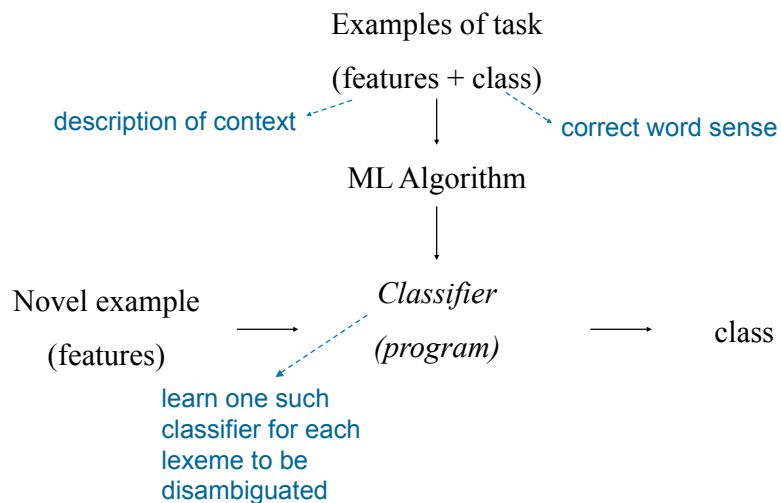 Examples of task
(features + class)
description of context
correct word sense
ML Algorithm
Novel example
(features)
Classifier
(program)
class
learn one such
classifier for each
lexeme to be
disambiguated